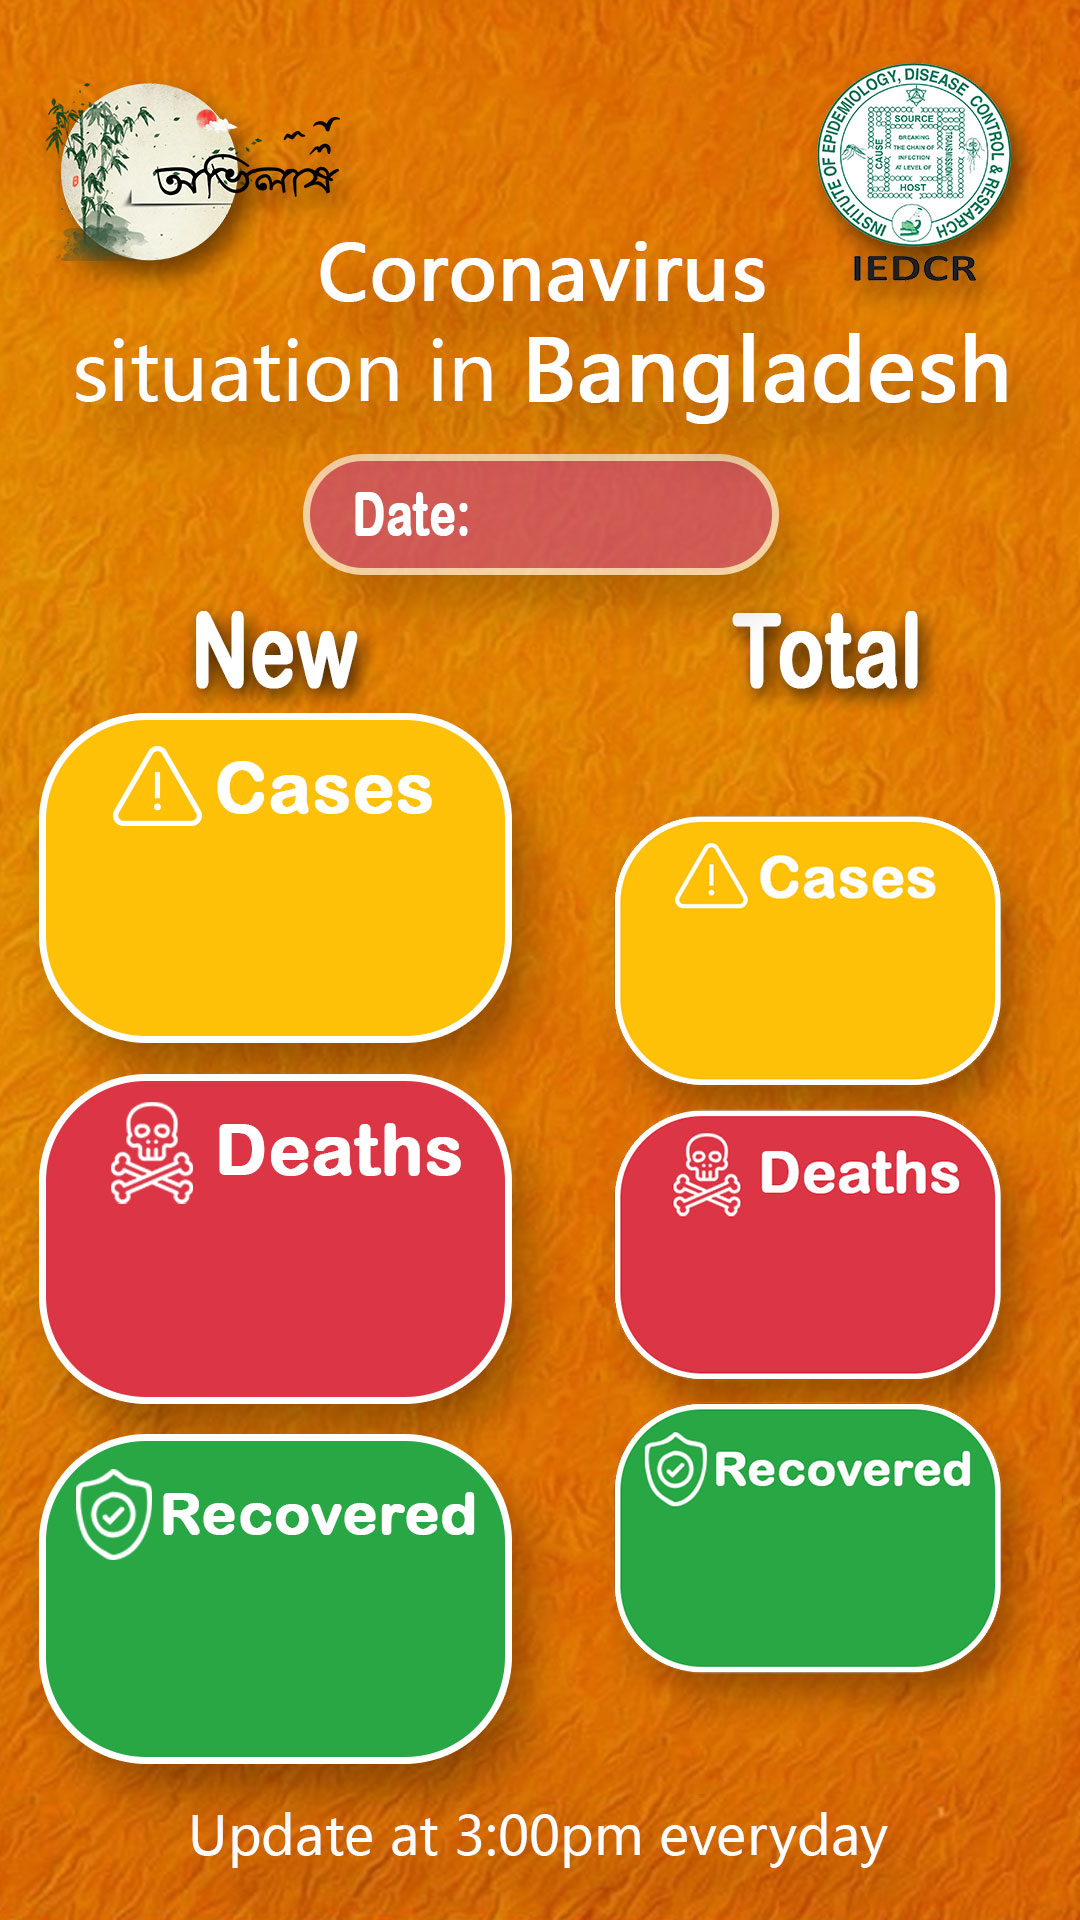 অভিলাষ
INSTITUTE OF EPIDEMIOLOGY, DISEASE CONTROL & RESEARCH
SOURCE
CAUSE
BREAKING
THE CHAIN OF
INFECTION
AT LEVEL OF
TRANSMISSION
HOST
IEDCR
Coronavirus
situation in Bangladesh
Date:
New
Total
Cases
Cases
Deaths
Deaths
Recovered
Recovered
Update at 3:00pm everyday